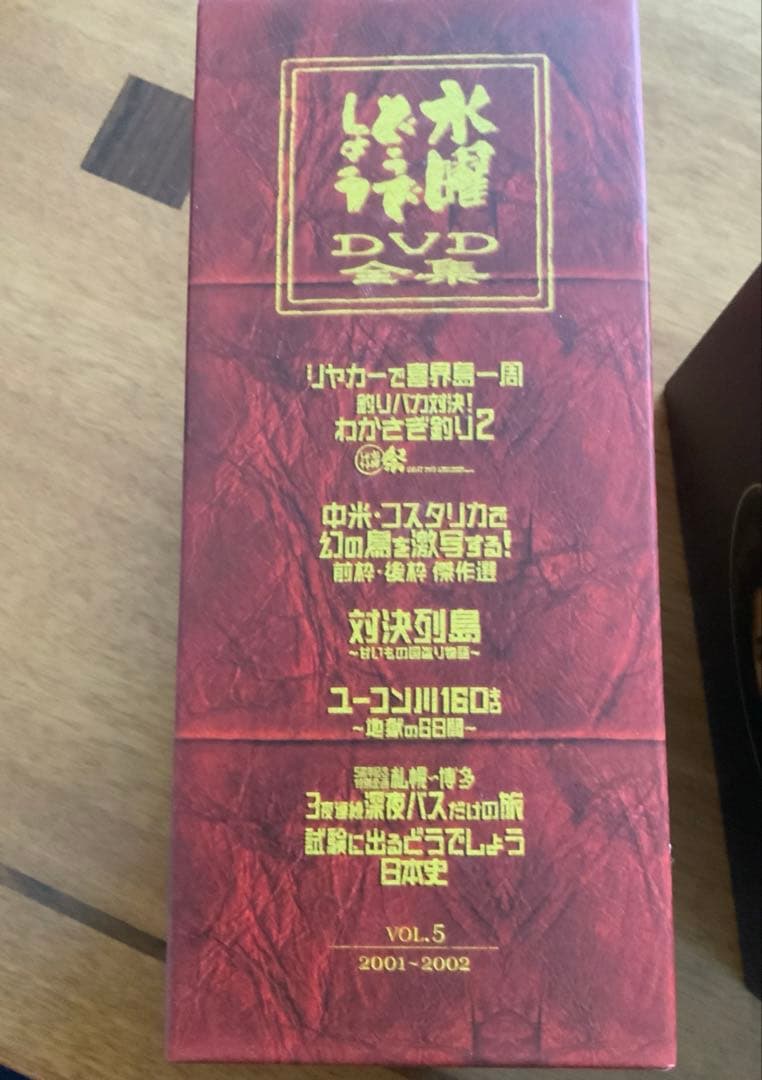 水曜
どうで
しょう
DVD
全集
リヤカーで喜界島一周
釣りバカ対決!
わかさぎ釣り2
祭
中米・コスタリカで
幻の鳥を激写する!
前枠・後枠 傑作選
対決列島
〜甘いもの国盗り物語〜
ユーコン川160キロ
〜地獄の6日間〜
札幌〜博多
3夜連続深夜バスだけの旅
試験に出るどうでしょう
日本史
VOL.5
2001~2002